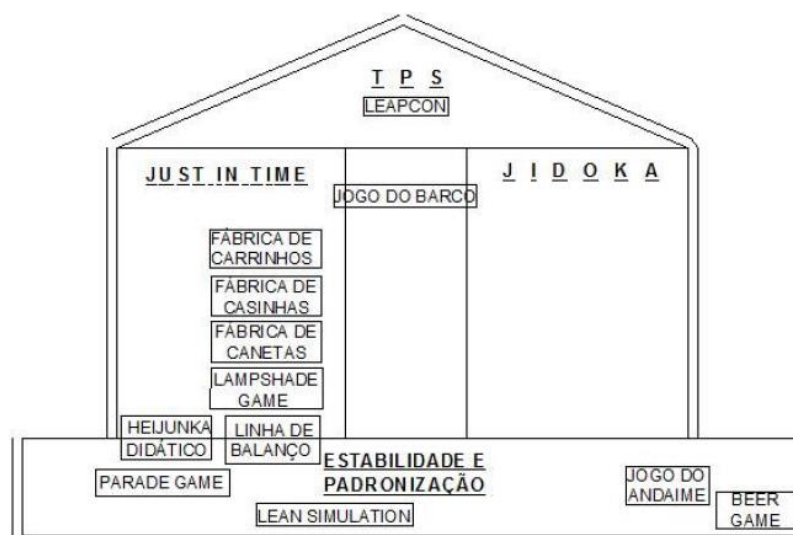 T P S
LEAPCON
JUST IN TIME
J I D O K A
JOGO DO BARCO
FÁBRICA DE
CARRINHOS
FÁBRICA DE
CASINHAS
FÁBRICA DE
CANETAS
LAMPSHADE
GAME
HEIJUNKA
DIDÁTICO
LINHA DE
BALANÇO
ESTABILIDADE E
PADRONIZAÇÃO
PARADE GAME
LEAN SIMULATION
JOGO DO
ANDAIME
BEER
GAME